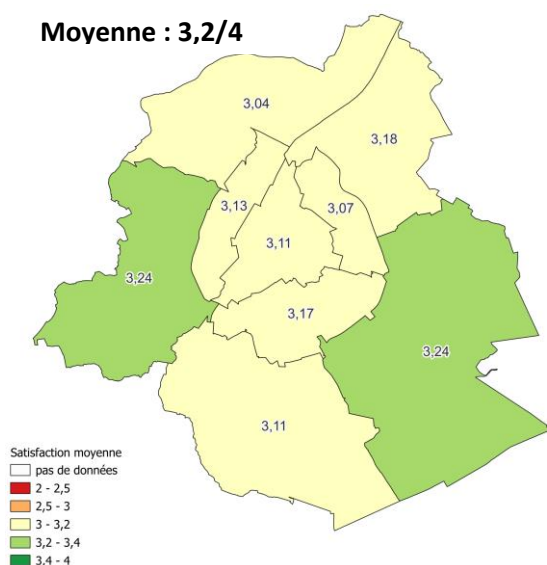 Moyenne : 3,2/4
3,04
3,18
3,13
3,07
3,11
3,24
3,17
3,24
3,11
Satisfaction moyenne
pas de données
2 - 2,5
2,5 - 3
3 - 3,2
3,2 - 3,4
3,4 - 4